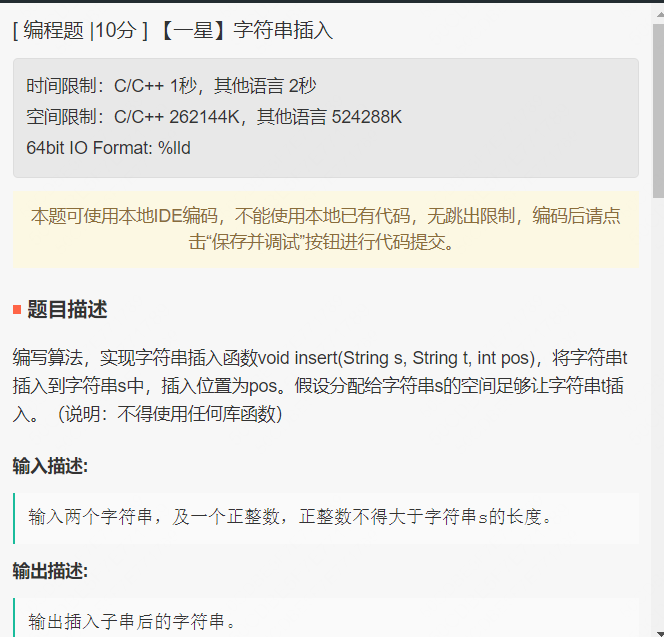 [ 编程题 |10分 ] 【一星】字符串插入
时间限制：C/C++ 1秒，其他语言 2秒
空间限制：C/C++ 262144K，其他语言 524288K
64bit IO Format: %lld
本题可使用本地IDE编码，不能使用本地已有代码，无跳出限制，编码后请点
击“保存并调试”按钮进行代码提交。
题目描述
编写算法，实现字符串插入函数void insert(String s, String t, int pos)，将字符串t
插入到字符串s中，插入位置为pos。假设分配给字符串s的空间足够让字符串t插
入。（说明：不得使用任何库函数）
输入描述:
输入两个字符串，及一个正整数，正整数不得大于字符串s的长度。
输出描述:
输出插入子串后的字符串。